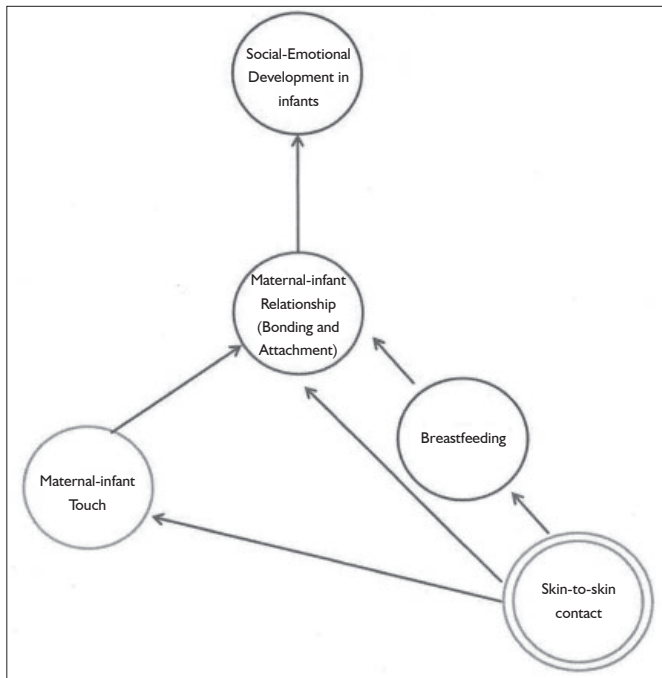 Social-Emotional
Development in
infants
Maternal-infant
Relationship
(Bonding and
Attachment)
Breastfeeding
Maternal-infant
Touch
Skin-to-skin
contact